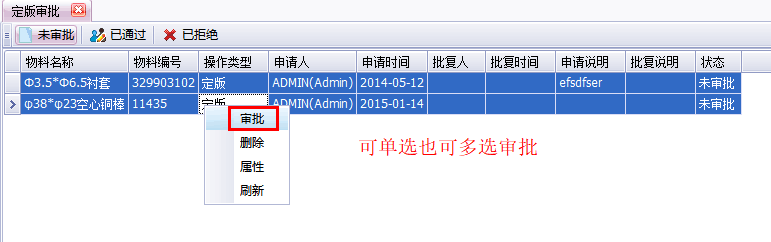 定版审批
未审批 已通过 已拒绝
物料名称 物料编号 操作类型 申请人 申请时间 批复人 批复时间 申请说明 批复说明 状态
Φ3.5*Φ6.5衬套 329903102 定版 ADMIN(Admin) 2014-05-12 efsdfser 未审批
φ38*φ23空心铜棒 11435 定版 ADMIN(Admin) 2015-01-14 未审批
审批
删除
可单选也可多选审批
属性
刷新